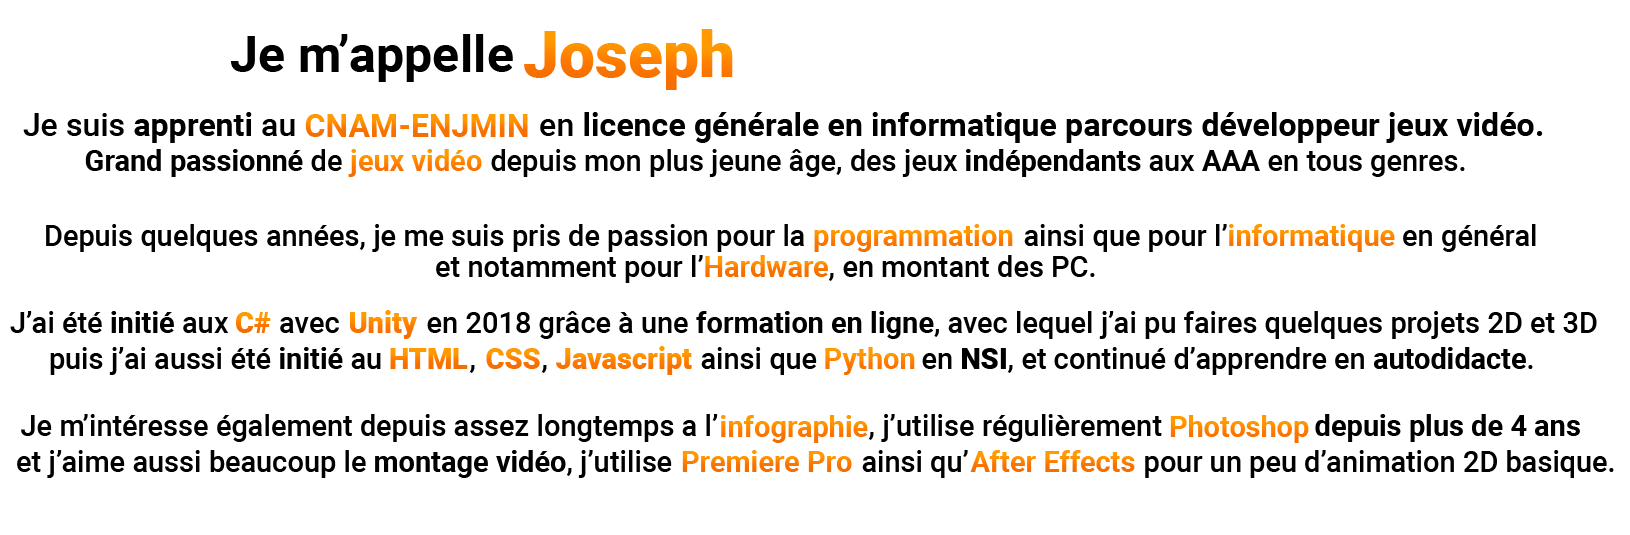 Je m’appelle Joseph
Je suis apprenti au CNAM-ENJMIN en licence générale en informatique parcours développeur jeux vidéo.
Grand passionné de jeux vidéo depuis mon plus jeune âge, des jeux indépendants aux AAA en tous genres.
Depuis quelques années, je me suis pris de passion pour la programmation ainsi que pour l’informatique en général
et notamment pour l’Hardware, en montant des PC.
J’ai été initié aux C# avec Unity en 2018 grâce à une formation en ligne, avec lequel j’ai pu faires quelques projets 2D et 3D
puis j’ai aussi été initié au HTML, CSS, Javascript ainsi que Python en NSI, et continué d’apprendre en autodidacte.
Je m’intéresse également depuis assez longtemps a l’infographie, j’utilise régulièrement Photoshop depuis plus de 4 ans
et j’aime aussi beaucoup le montage vidéo, j’utilise Premiere Pro ainsi qu’After Effects pour un peu d’animation 2D basique.